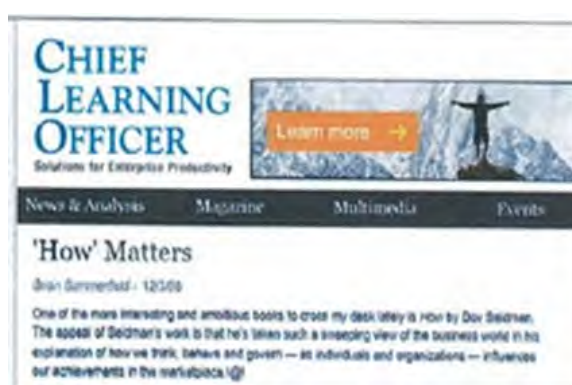 CHIEF
LEARNING
OFFICER
Solutions for Enterprise Productivity
Learn more →
News & Analysis Magazine Multimedia Events
'How' Matters
Brian Summerfield -
One of the more interesting and ambitious books to cross my desk lately is How by Dov Seidman.
The appeal of Seidman's work is that he's taken such a sweeping view of the business world in his
explanation of how we think, behave and govern — as individuals and organizations — influences
our achievements in the marketplace.